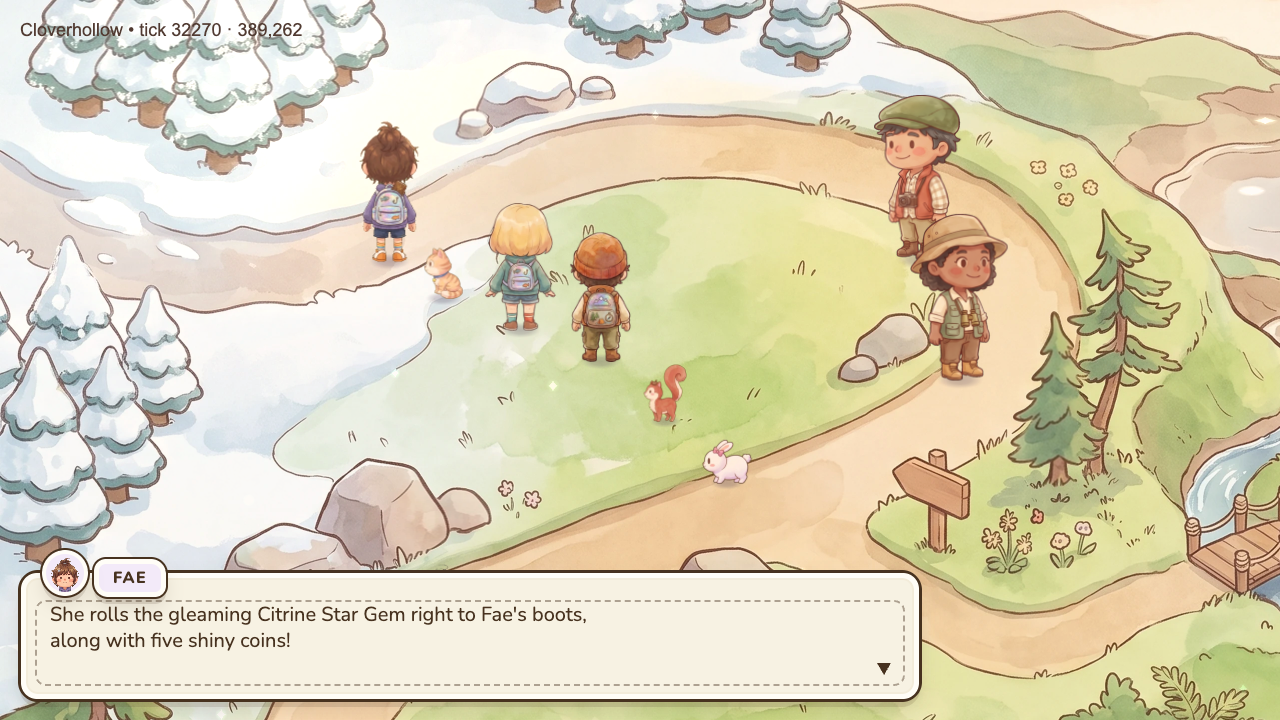 Cloverhollow • tick 32270 · 389,262
FAE
She rolls the gleaming Citrine Star Gem right to Fae's boots,
along with five shiny coins!